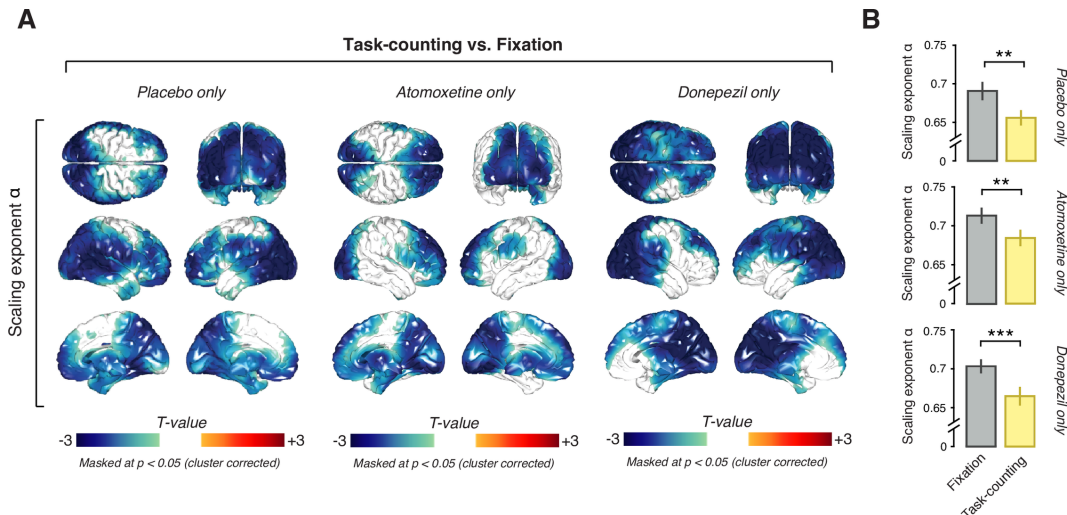 A
Task-counting vs. Fixation
Placebo only
Atomoxetine only
Donepezil only
Scaling exponent α
T-value
-3
+3
Masked at p < 0.05 (cluster corrected)
T-value
-3
+3
Masked at p < 0.05 (cluster corrected)
T-value
-3
+3
Masked at p < 0.05 (cluster corrected)
B
Scaling exponent α
0.75
0.7
0.65
0
**
Placebo only
Scaling exponent α
0.75
0.7
0.65
0
**
Atomoxetine only
Scaling exponent α
0.75
0.7
0.65
0
***
Donepezil only
Fixation
Task-counting